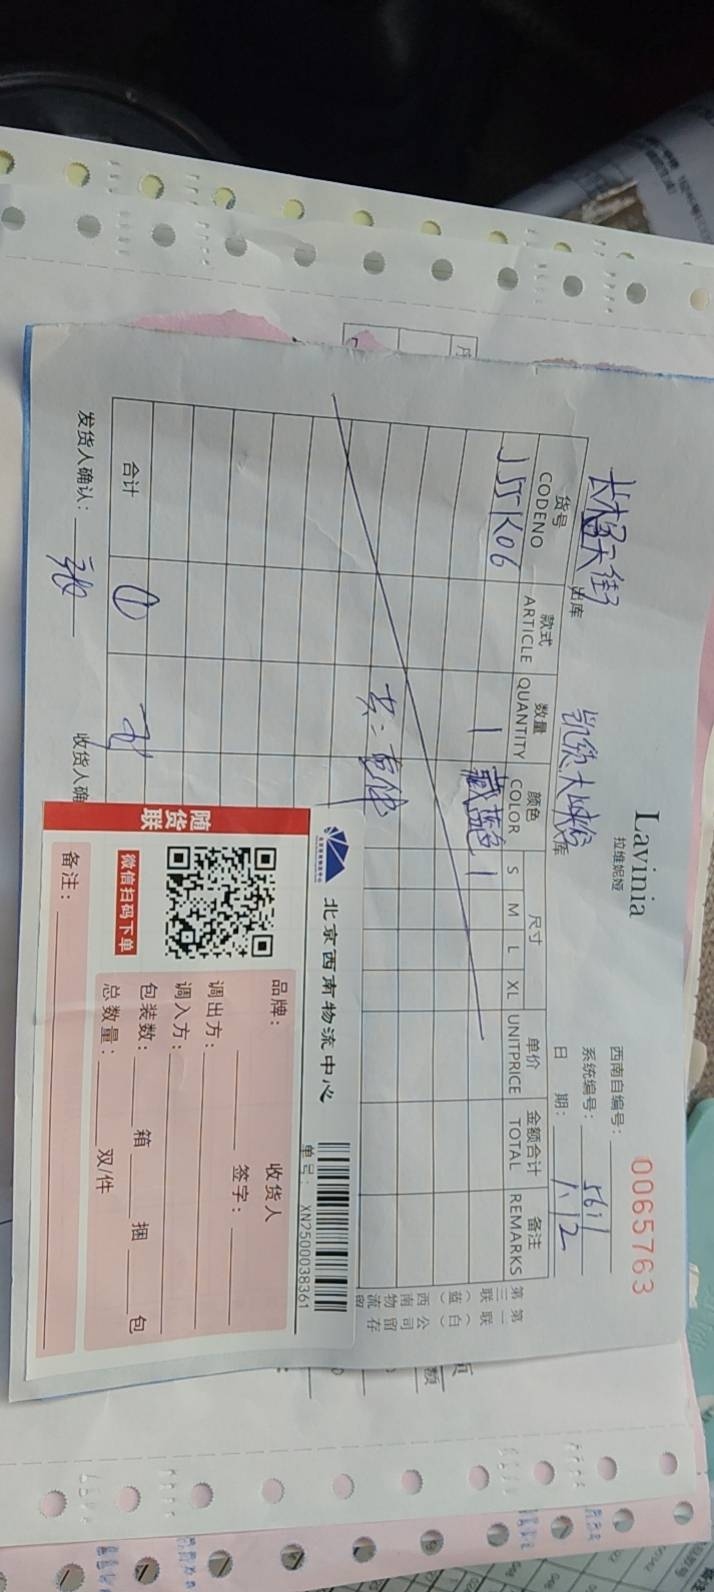 Lavinia
拉维妮娅
0065763
西南自编号:
系统编号: 5611
日 期: 1.12
长楹天街 出库
凯德大峡谷 库
货号 款式 数量 颜色 尺寸 单价 金额合计 备注
CODENO ARTICLE QUANTITY COLOR S M L XL UNITPRICE TOTAL REMARKS
J55K06 1 藏蓝色 1
共:壹件
合计 ①
发货人确认:
收货人确
第一联(白)公司留存
第二联(蓝)西南物流
北京西南物流中心
单号: XN2500038361
品牌:
收货人
签字:
调出方:
调入方:
包装数: 箱 捆 包
总数量: 双/件
备注:
随货联
微信扫码下单